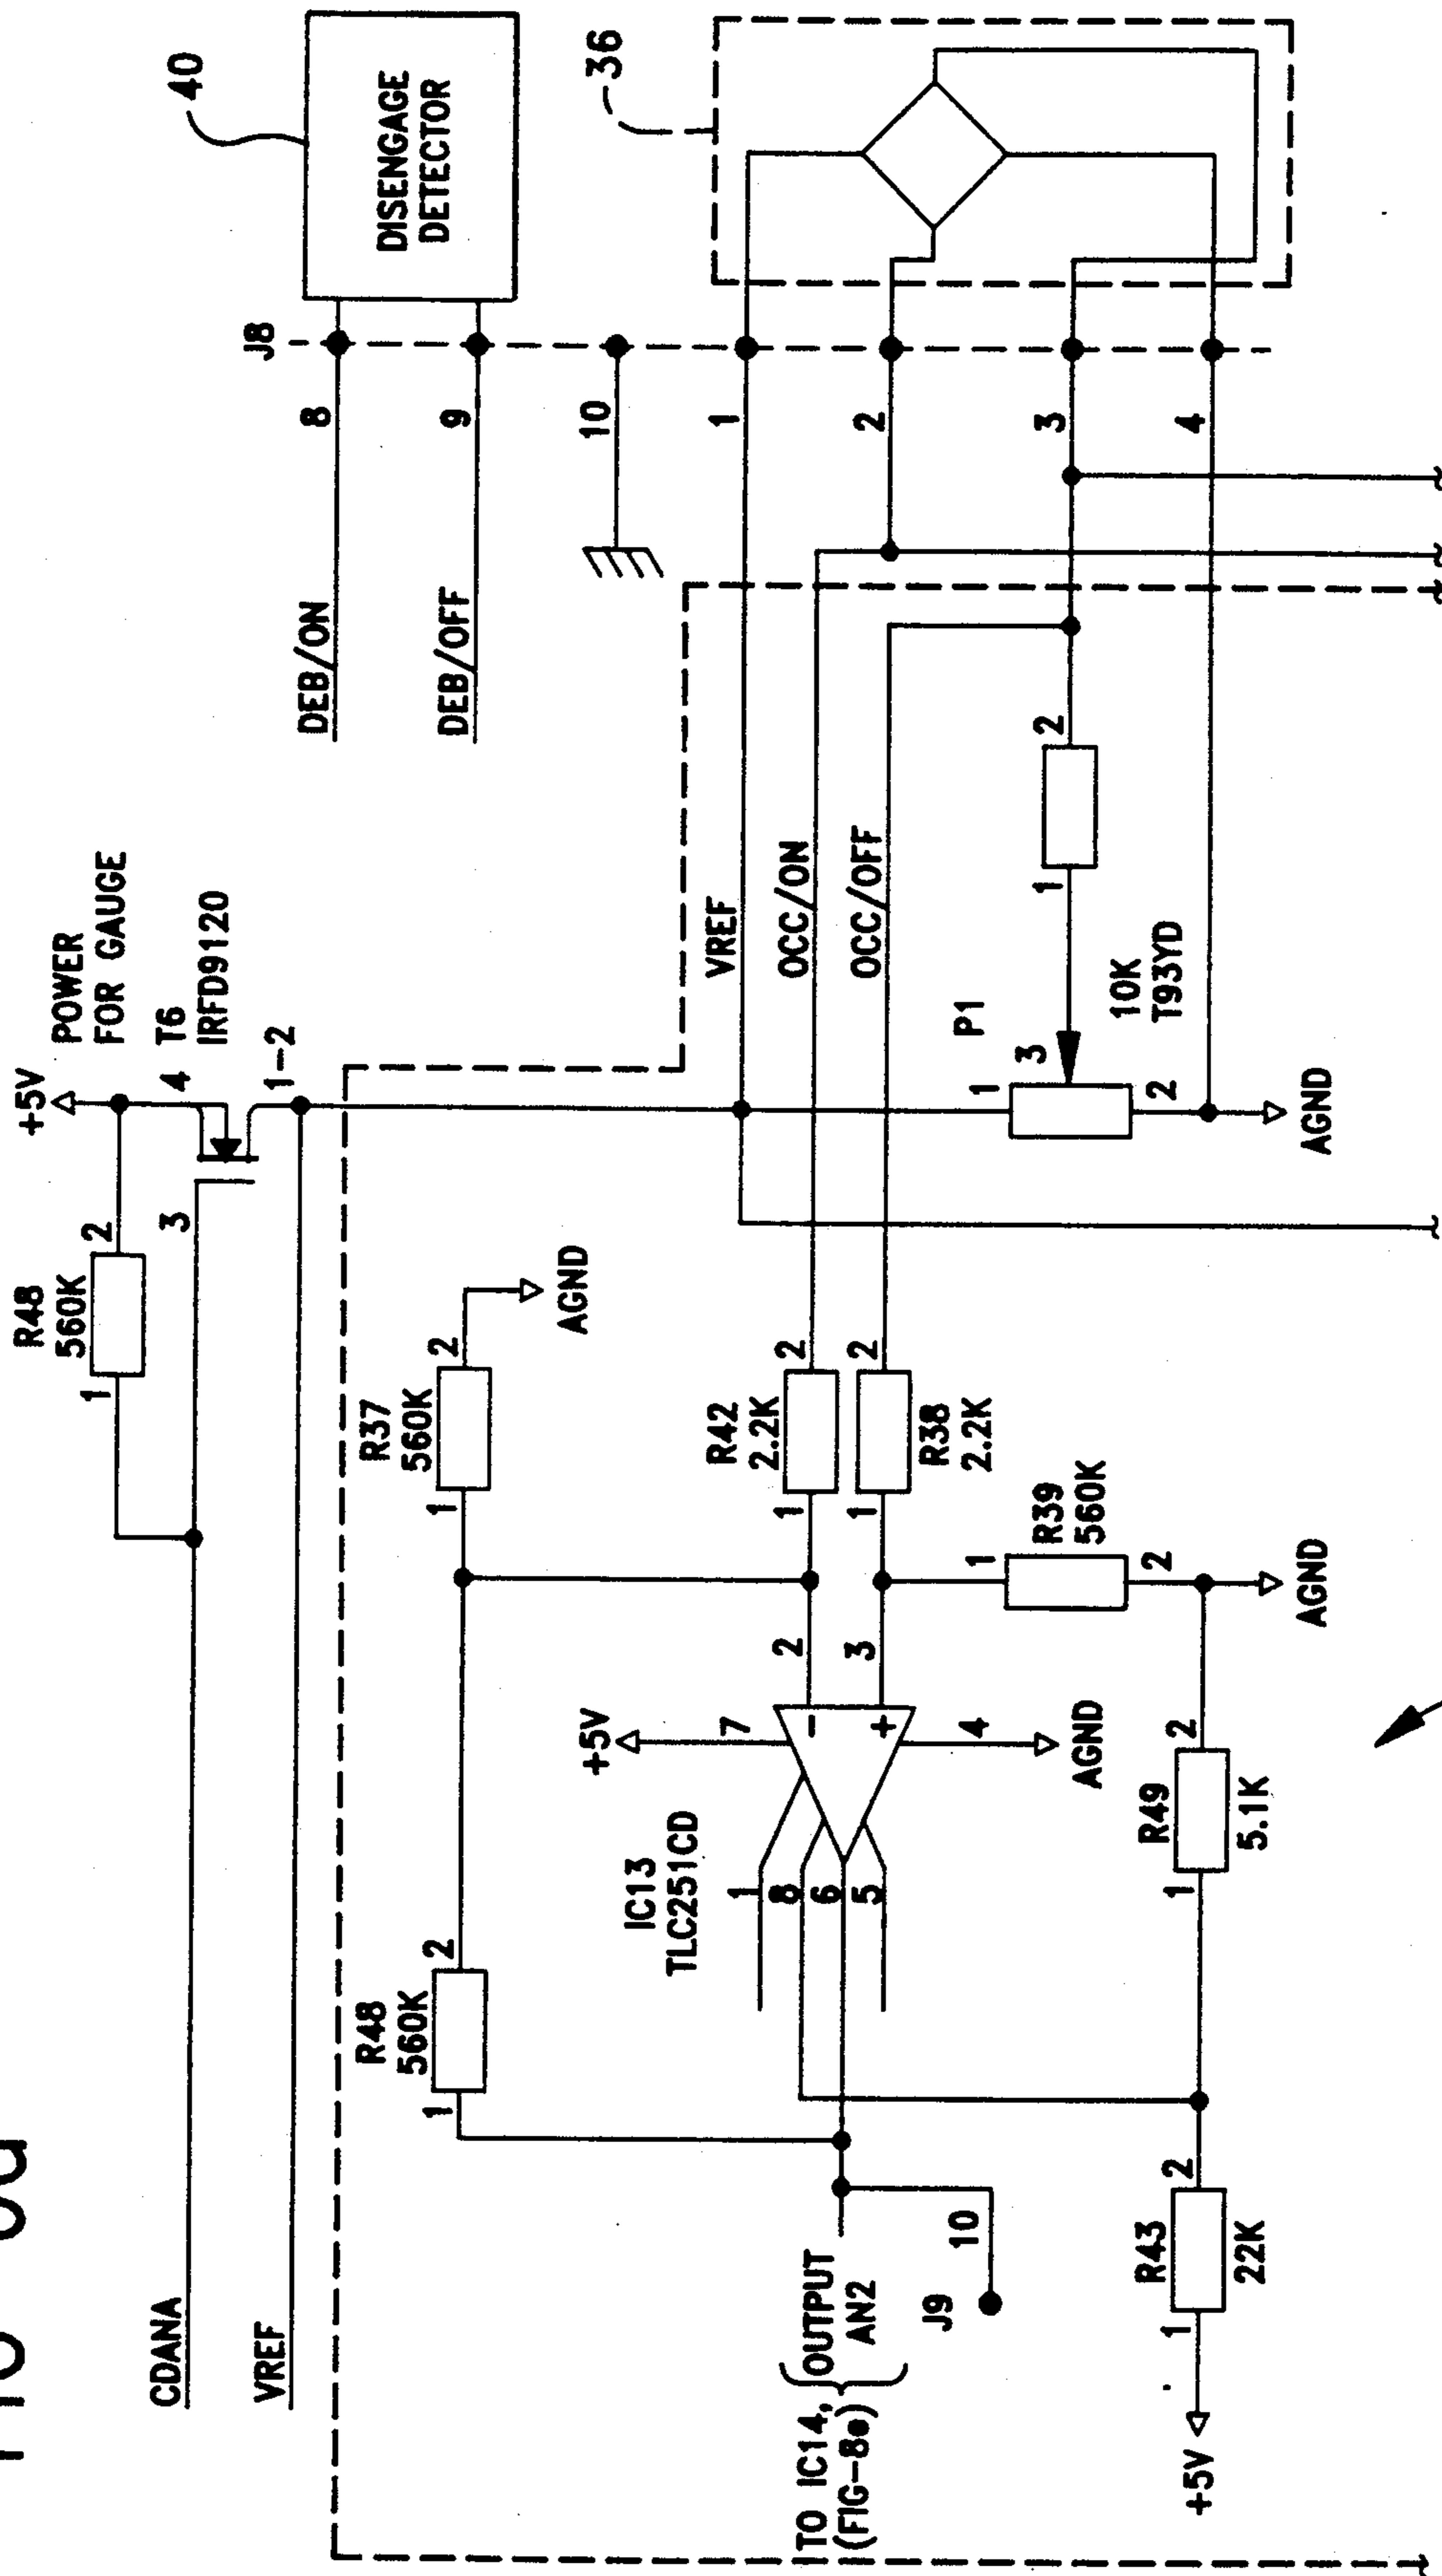 CDANA
VREF
R48
560K
1
2
+5V
POWER
FOR GAUGE
T6
IRFD9120
4
3
1-2
40
DISENGAGE
DETECTOR
J8
DEB/ON
8
DEB/OFF
9
10
36
1
2
3
4
VREF
OCC/ON
OCC/OFF
R48
560K
1
2
R37
560K
1
2
AGND
R42
2.2K
1
2
R38
2.2K
1
2
P1
1
3
2
10K
T93YD
1
2
AGND
IC13
TLC251CD
+5V
7
2
3
-
+
1
8
6
5
4
AGND
R39
560K
1
2
AGND
TO IC14,
(FIG-8e)
OUTPUT
AN2
J9
10
R43
22K
1
2
+5V
R49
5.1K
1
2